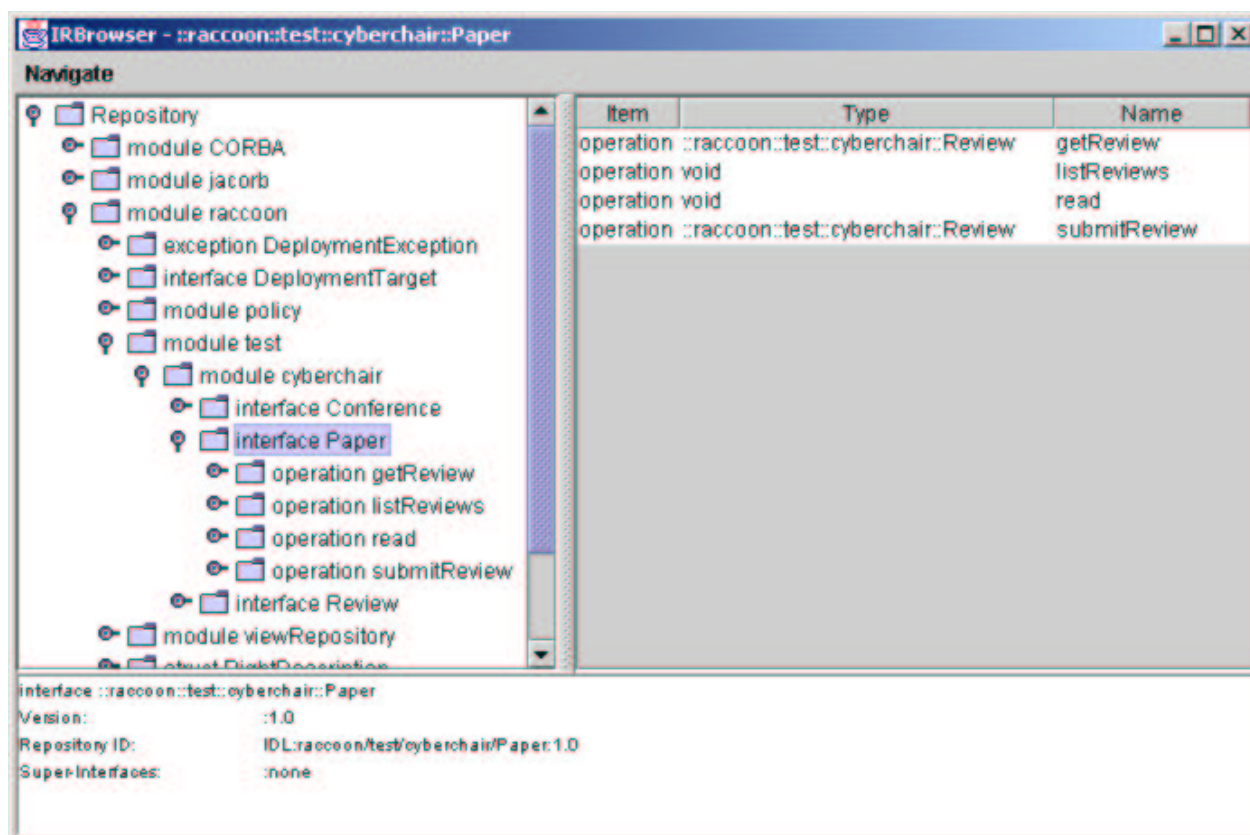 IRBrowser - ::raccoon::test::cyberchair::Paper
Navigate
Repository
module CORBA
module jacorb
module raccoon
exception DeploymentException
interface DeploymentTarget
module policy
module test
module cyberchair
interface Conference
interface Paper
operation getReview
operation listReviews
operation read
operation submitReview
interface Review
module viewRepository
struct RightDescription
Item Type Name
operation ::raccoon::test::cyberchair::Review getReview
operation void listReviews
operation void read
operation ::raccoon::test::cyberchair::Review submitReview
interface ::raccoon::test::cyberchair::Paper
Version: :1.0
Repository ID: IDL:raccoon/test/cyberchair/Paper:1.0
Super-Interfaces: :none